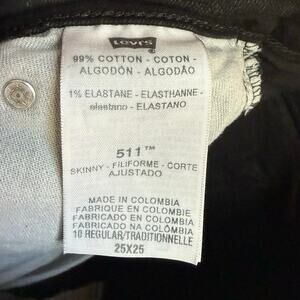 Levi's
99% COTTON - COTON -
ALGODÓN - ALGODÃO
1% ELASTANE - ELASTHANNE -
elastano - ELASTANO
511™
SKINNY - FILIFORME - CORTE
AJUSTADO
MADE IN COLOMBIA
FABRIQUE EN COLOMBIE
FABRICADO EN COLOMBIA
FABRICADO NA COLÔMBIA
10 REGULAR/TRADITIONNELLE
25X25